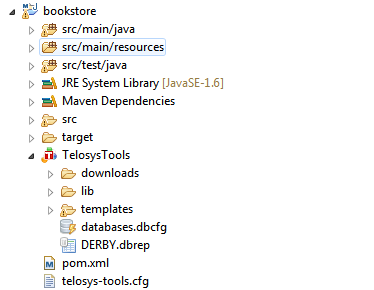 bookstore
src/main/java
src/main/resources
src/test/java
JRE System Library [JavaSE-1.6]
Maven Dependencies
src
target
TelosysTools
downloads
lib
templates
databases.dbcfg
DERBY.dbrep
pom.xml
telosys-tools.cfg